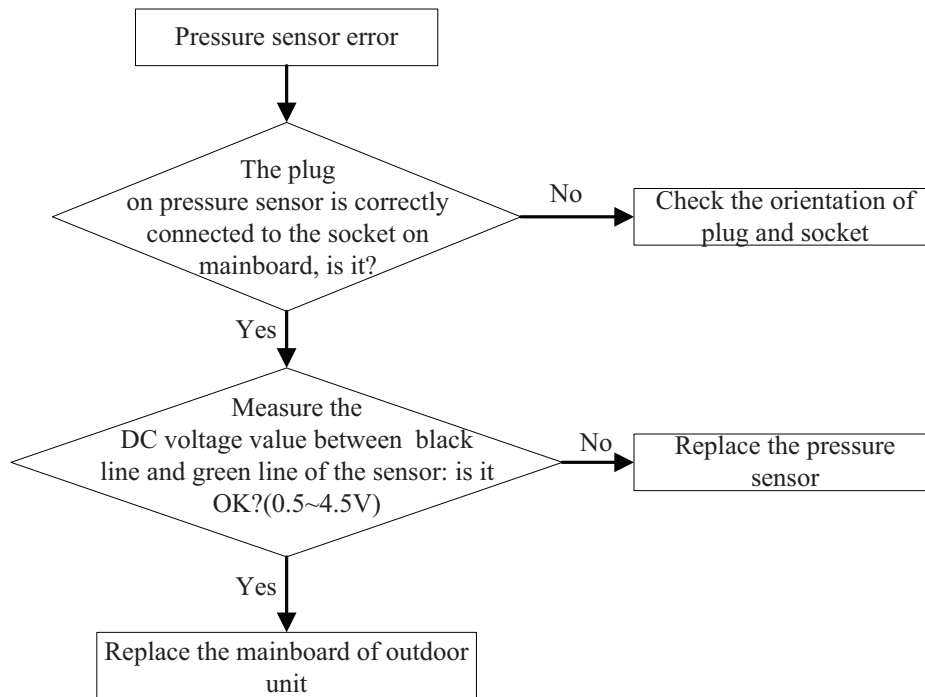 Pressure sensor error
The plug
on pressure sensor is correctly
connected to the socket on
mainboard, is it?
No
Check the orientation of
plug and socket
Yes
Measure the
DC voltage value between black
line and green line of the sensor: is it
OK?(0.5~4.5V)
No
Replace the pressure
sensor
Yes
Replace the mainboard of outdoor
unit